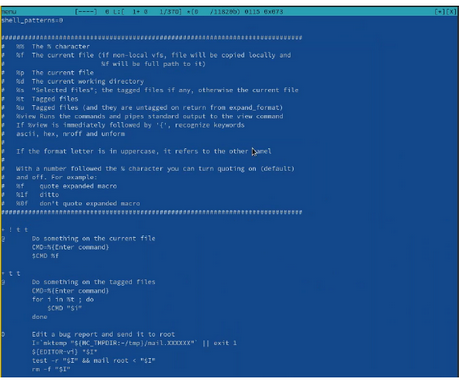 menu [----] 0 L:[ 1+ 0 1/378] *(0 /11620b) 0115 0x073 [*][X]
shell_patterns=0
################################################################
# %% The % character
# %f The current file (if non-local vfs, file will be copied locally and
# %f will be full path to it)
# %p The current file
# %d The current working directory
# %s "Selected files"; the tagged files if any, otherwise the current file
# %t Tagged files
# %u Tagged files (and they are untagged on return from expand_format)
# %view Runs the commands and pipes standard output to the view command
# If %view is immediately followed by '{', recognize keywords
# ascii, hex, nroff and unform
#
# If the format letter is in uppercase, it refers to the other panel
#
# With a number followed the % character you can turn quoting on (default)
# and off. For example:
# %f quote expanded macro
# %1f ditto
# %0f don't quote expanded macro
################################################################
+ ! t t
@ Do something on the current file
CMD=%{Enter command}
$CMD %f
+ t t
@ Do something on the tagged files
CMD=%{Enter command}
for i in %t ; do
$CMD "$i"
done
0 Edit a bug report and send it to root
I=`mktemp "${MC_TMPDIR:-/tmp}/mail.XXXXXX"` || exit 1
${EDITOR-vi} "$I"
test -r "$I" && mail root < "$I"
rm -f "$I"